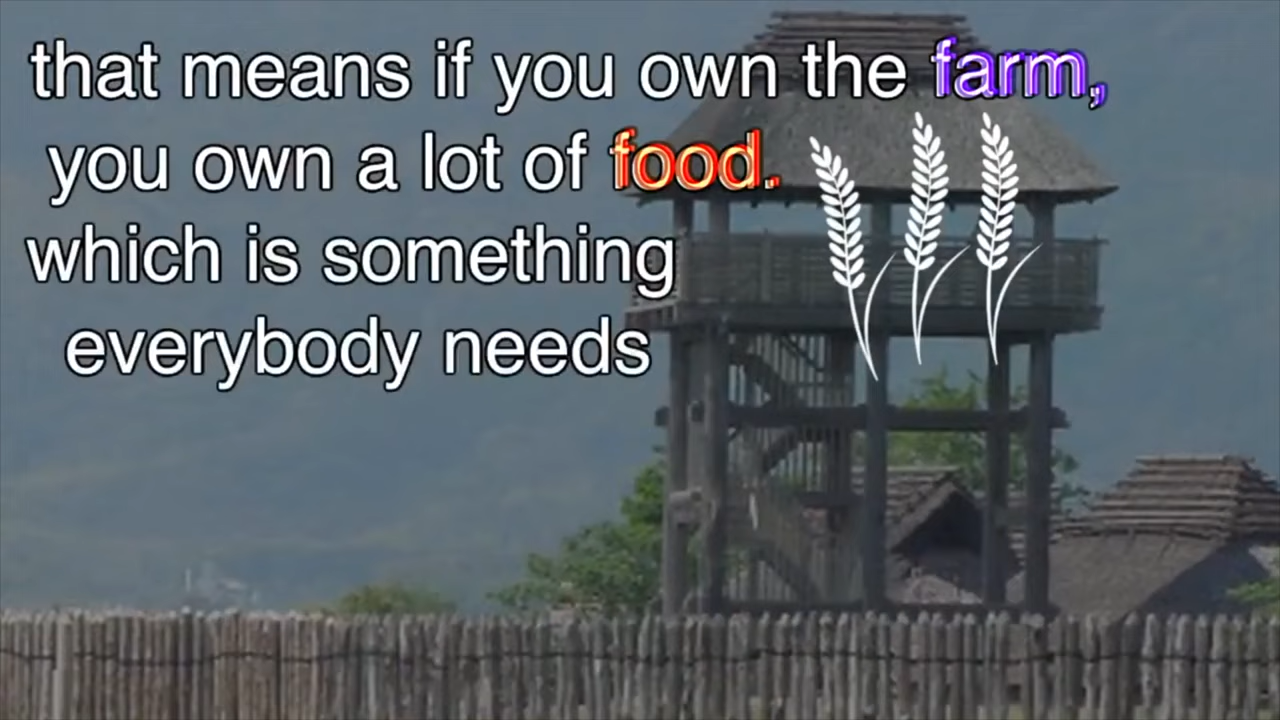 that means if you own the farm,
you own a lot of food.
which is something
everybody needs